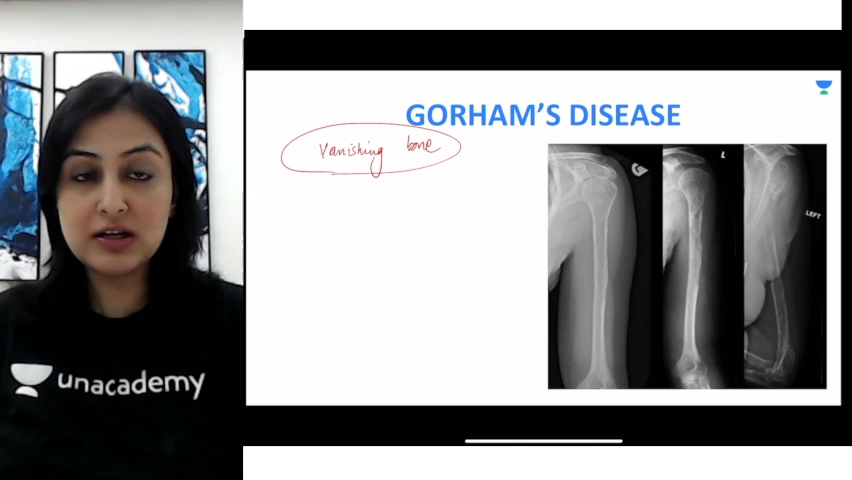 GORHAM'S DISEASE
Vanishing bone
L
LEFT
unacademy